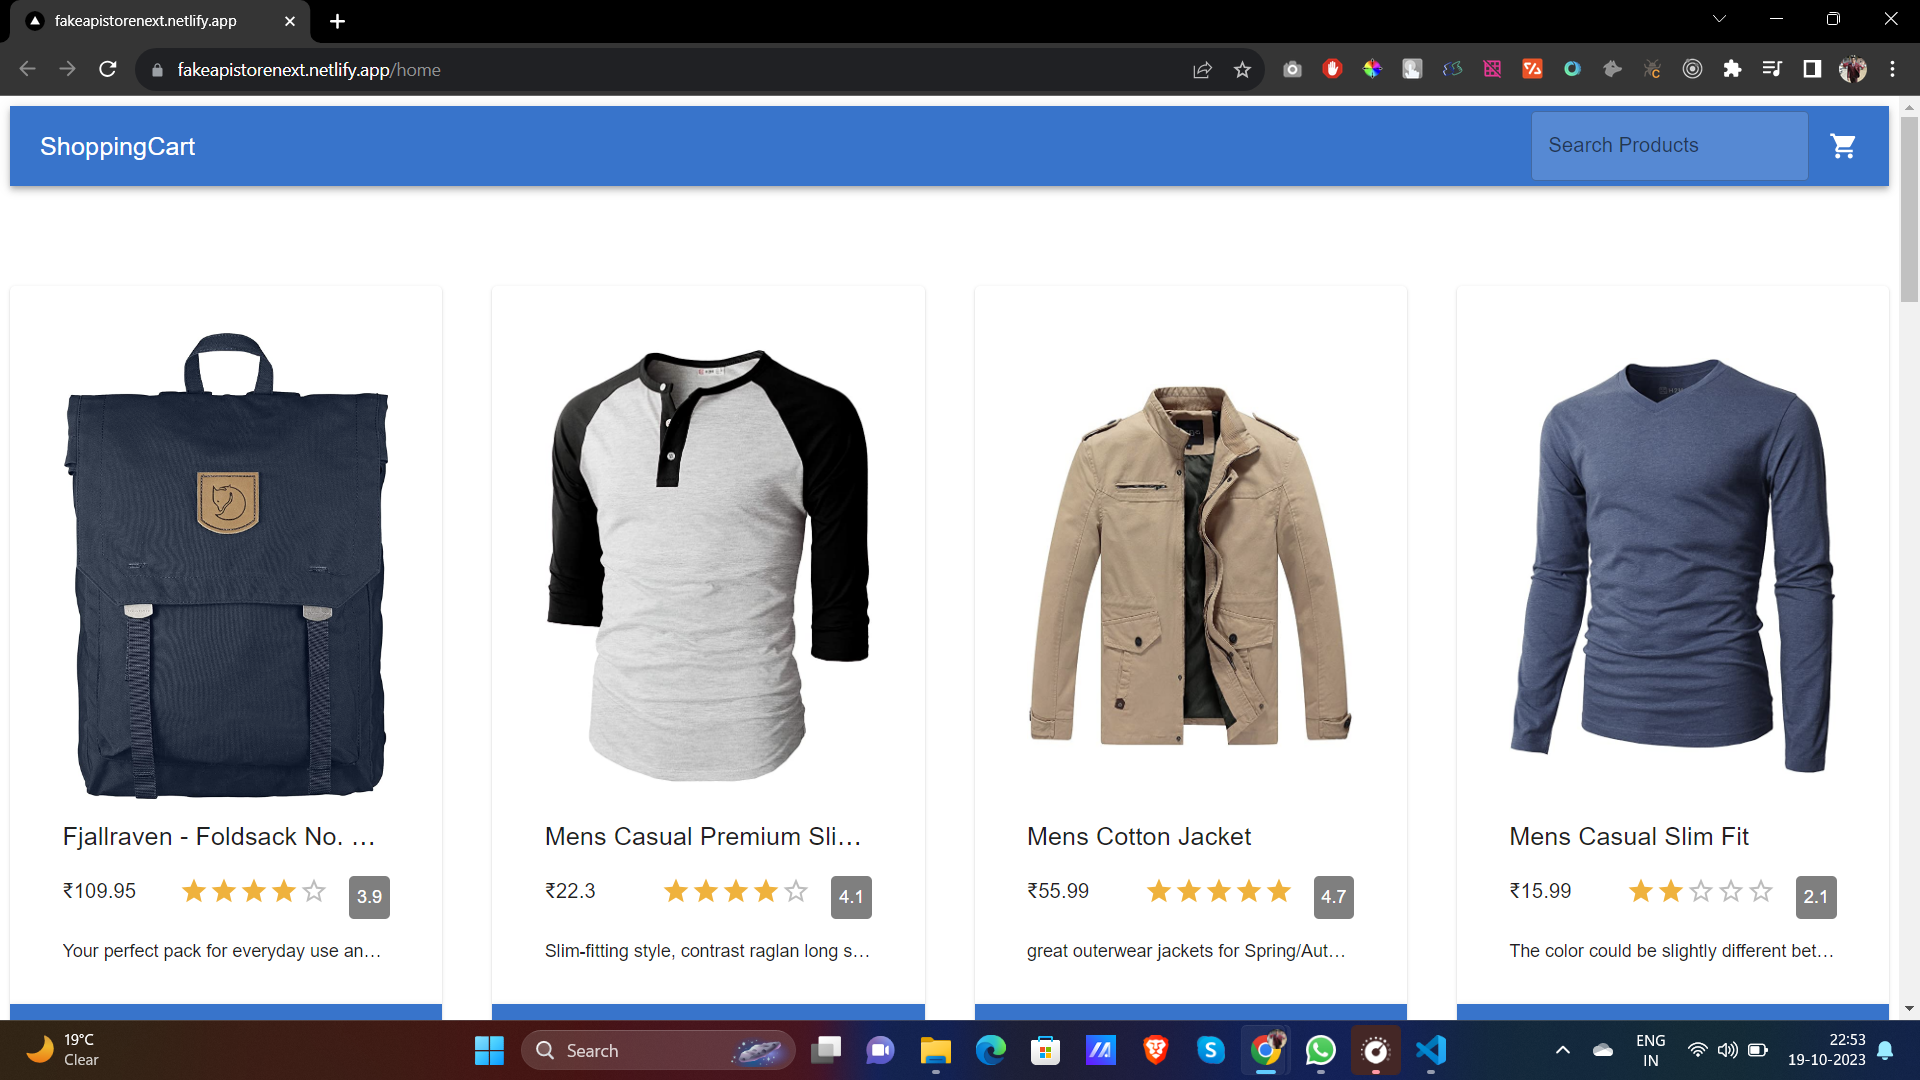 fakeapistorenext.netlify.app
fakeapistorenext.netlify.app/home
ShoppingCart
Search Products
Fjallraven - Foldsack No. …
₹109.95
3.9
Your perfect pack for everyday use an…
Mens Casual Premium Sli…
₹22.3
4.1
Slim-fitting style, contrast raglan long s…
Mens Cotton Jacket
₹55.99
4.7
great outerwear jackets for Spring/Aut…
Mens Casual Slim Fit
₹15.99
2.1
The color could be slightly different bet…
19°C
Clear
Search
ENG
IN
22:53
19-10-2023